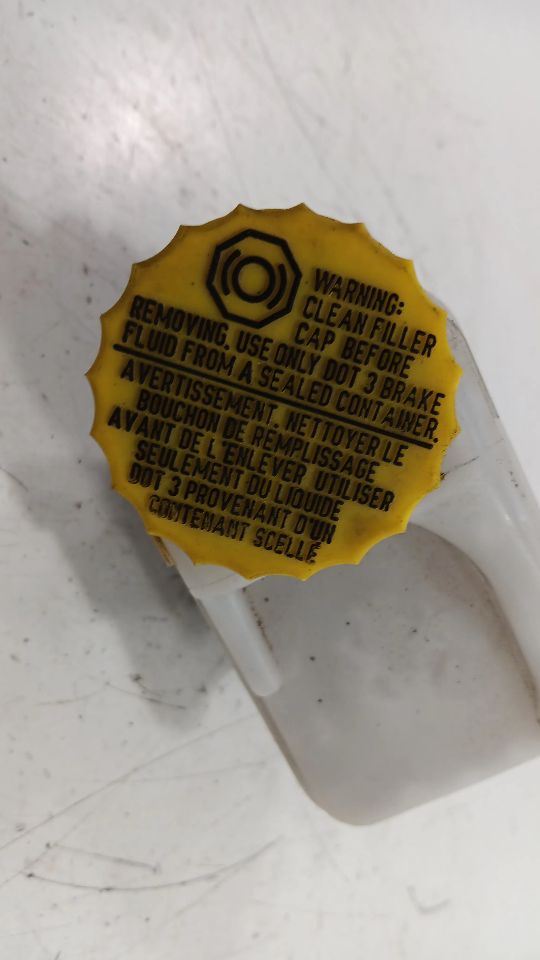 WARNING:
CLEAN FILLER
CAP BEFORE
REMOVING. USE ONLY DOT 3 BRAKE
FLUID FROM A SEALED CONTAINER.
AVERTISSEMENT. NETTOYER LE
BOUCHON DE REMPLISSAGE
AVANT DE L'ENLEVER UTILISER
SEULEMENT DU LIQUIDE
DOT 3 PROVENANT D'UN
CONTENANT SCELLÉ